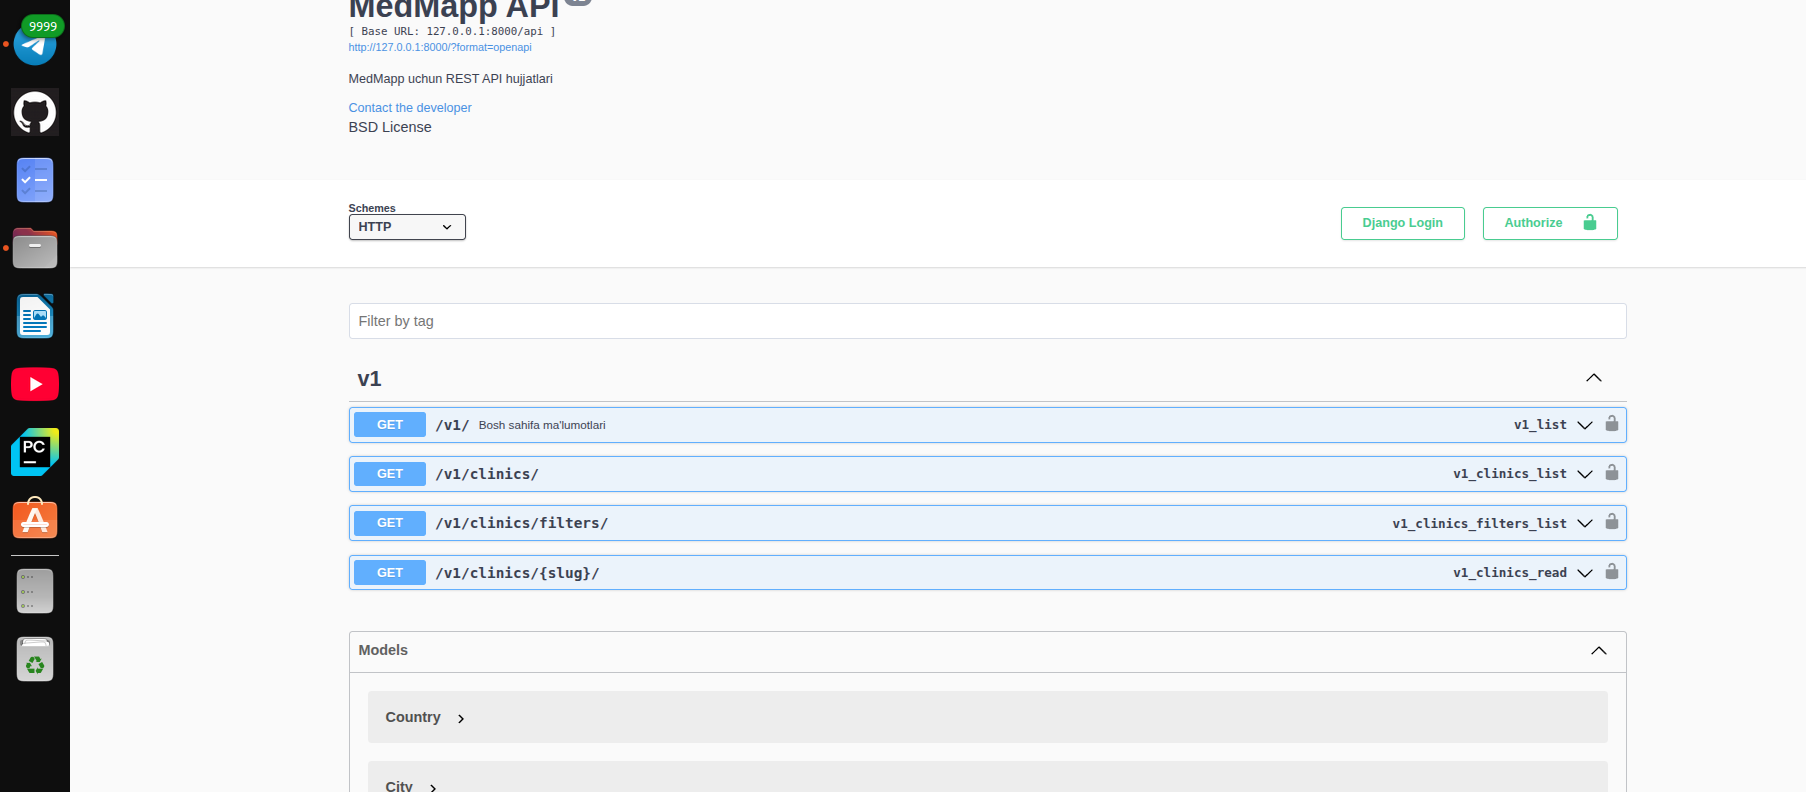 MedMapp API
[ Base URL: 127.0.0.1:8000/api ]
http://127.0.0.1:8000/?format=openapi
MedMapp uchun REST API hujjatlari
Contact the developer
BSD License
Schemes
HTTP
Django Login
Authorize
Filter by tag
v1
GET /v1/ Bosh sahifa ma'lumotlari v1_list
GET /v1/clinics/ v1_clinics_list
GET /v1/clinics/filters/ v1_clinics_filters_list
GET /v1/clinics/{slug}/ v1_clinics_read
Models
Country
City
9999
PC